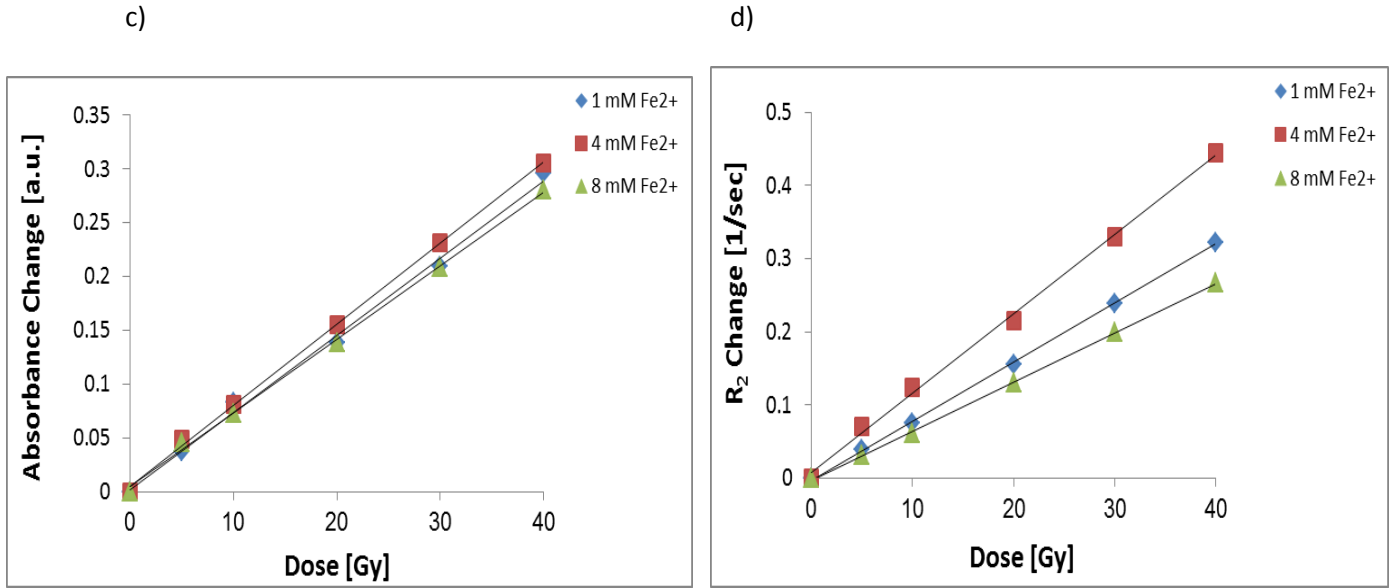 c)
d)
Absorbance Change [a.u.]
0.35
0.3
0.25
0.2
0.15
0.1
0.05
0
0 10 20 30 40
Dose [Gy]
1 mM Fe2+
4 mM Fe2+
8 mM Fe2+
R₂ Change [1/sec]
0.5
0.4
0.3
0.2
0.1
0
0 10 20 30 40
Dose [Gy]
1 mM Fe2+
4 mM Fe2+
8 mM Fe2+